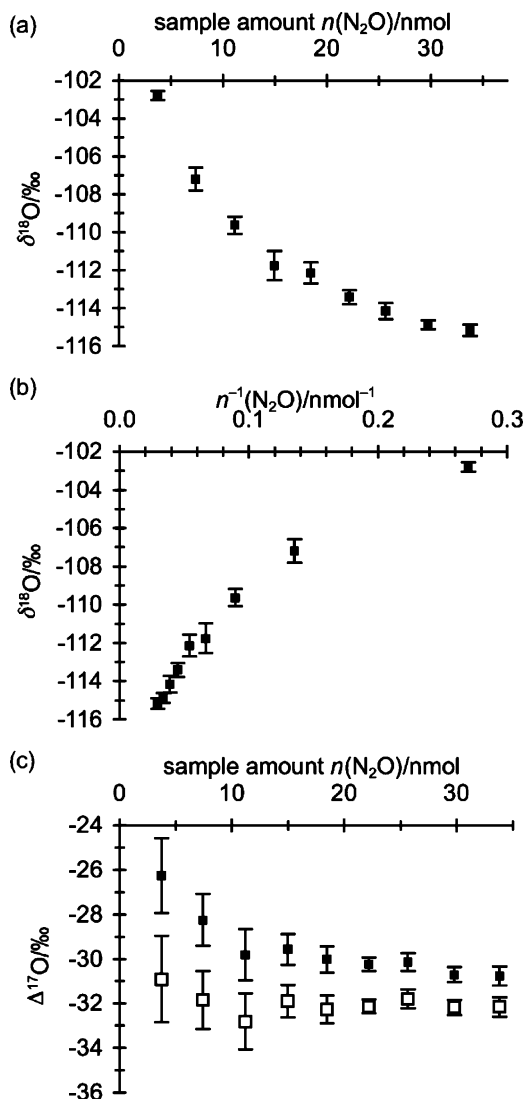 (a)
sample amount n(N₂O)/nmol
0 10 20 30
-102
-104
-106
-108
-110
-112
-114
-116
δ¹⁸O/‰
(b)
n⁻¹(N₂O)/nmol⁻¹
0.0 0.1 0.2 0.3
-102
-104
-106
-108
-110
-112
-114
-116
δ¹⁸O/‰
(c)
sample amount n(N₂O)/nmol
0 10 20 30
-24
-26
-28
-30
-32
-34
-36
Δ¹⁷O/‰